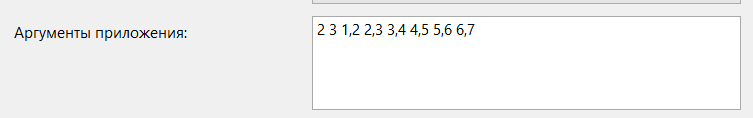 Аргументы приложения:
2 3 1,2 2,3 3,4 4,5 5,6 6,7